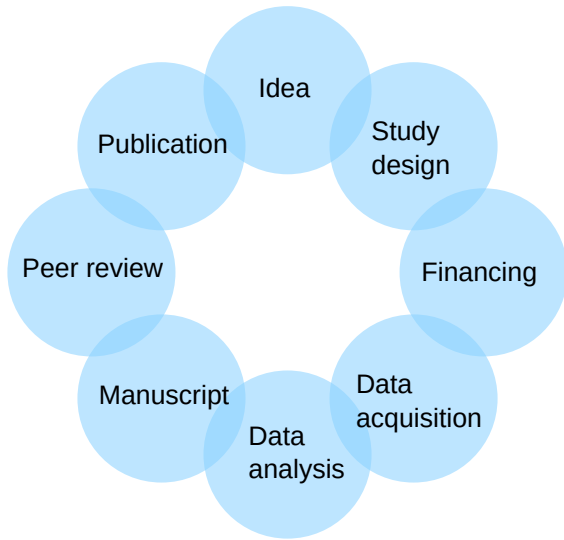 Idea
Study
design
Financing
Data
acquisition
Data
analysis
Manuscript
Peer review
Publication